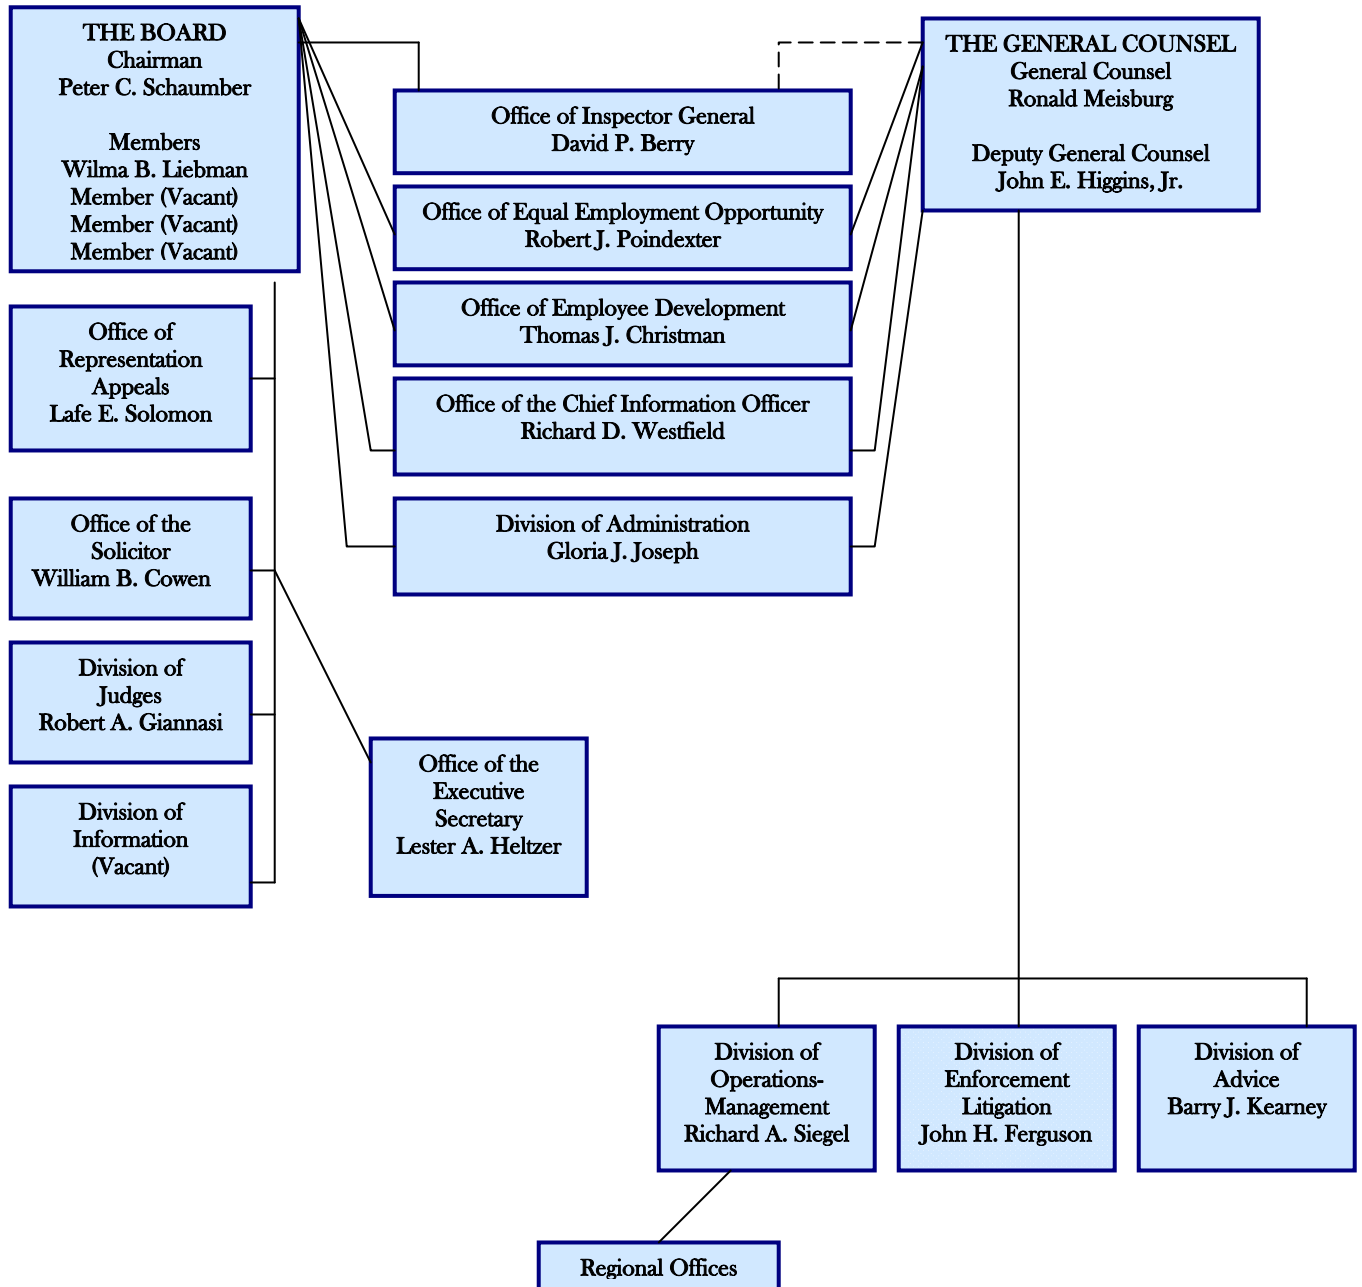 THE BOARD
Chairman
Peter C. Schaumber
Members
Wilma B. Liebman
Member (Vacant)
Member (Vacant)
Member (Vacant)
THE GENERAL COUNSEL
General Counsel
Ronald Meisburg
Deputy General Counsel
John E. Higgins, Jr.
Office of Inspector General
David P. Berry
Office of Equal Employment Opportunity
Robert J. Poindexter
Office of Employee Development
Thomas J. Christman
Office of the Chief Information Officer
Richard D. Westfield
Division of Administration
Gloria J. Joseph
Office of
Representation
Appeals
Lafe E. Solomon
Office of the
Solicitor
William B. Cowen
Division of
Judges
Robert A. Giannasi
Division of
Information
(Vacant)
Office of the
Executive
Secretary
Lester A. Heltzer
Division of
Operations-
Management
Richard A. Siegel
Division of
Enforcement
Litigation
John H. Ferguson
Division of
Advice
Barry J. Kearney
Regional Offices